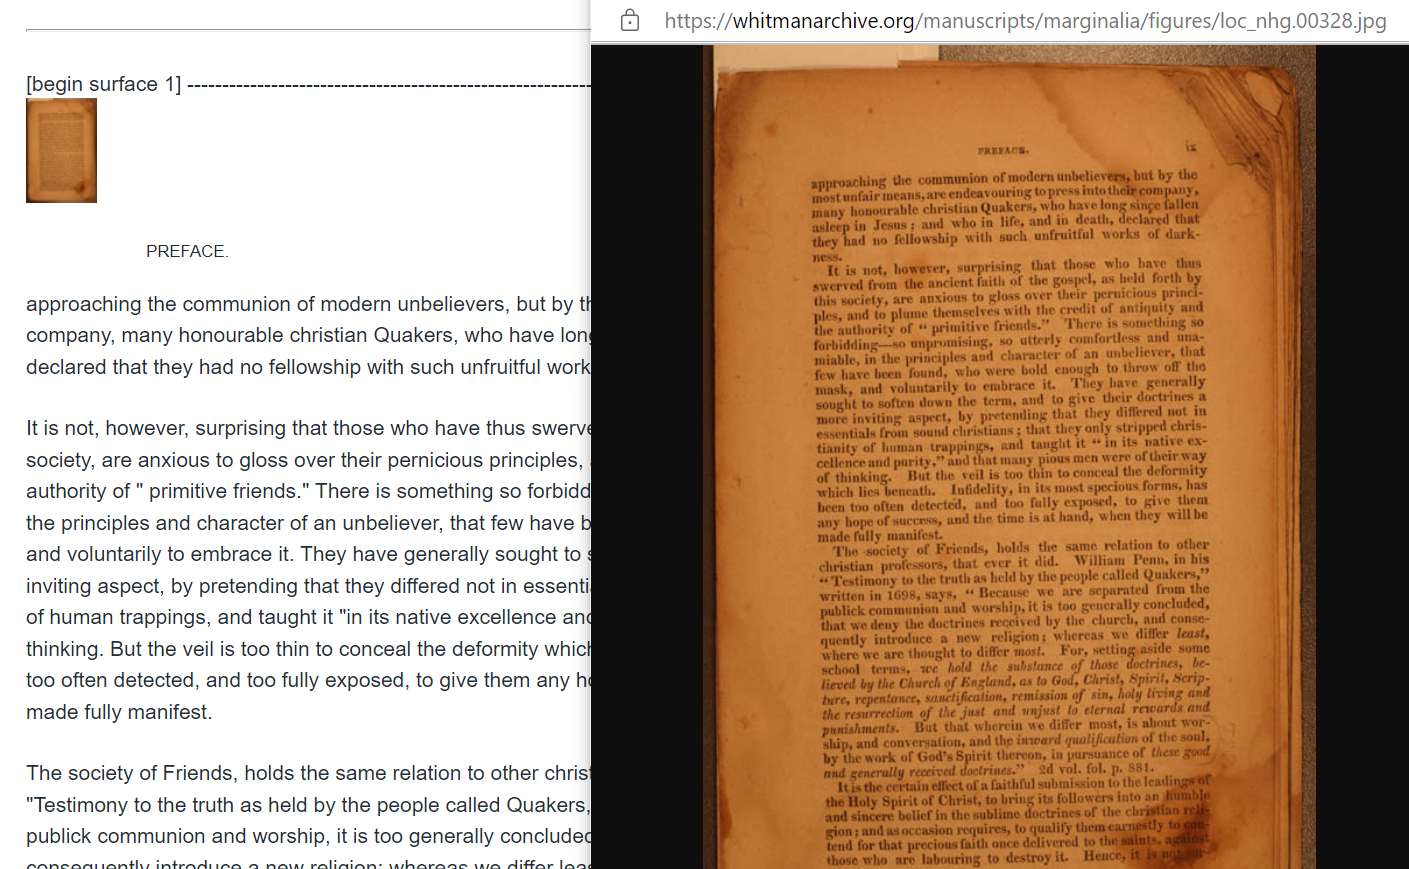 [begin surface 1] ----------------------------------------------------------
PREFACE.
approaching the communion of modern unbelievers, but by th
company, many honourable christian Quakers, who have long
declared that they had no fellowship with such unfruitful work
It is not, however, surprising that those who have thus swerve
society, are anxious to gloss over their pernicious principles,
authority of " primitive friends." There is something so forbidd
the principles and character of an unbeliever, that few have b
and voluntarily to embrace it. They have generally sought to s
inviting aspect, by pretending that they differed not in essenti
of human trappings, and taught it "in its native excellence and
thinking. But the veil is too thin to conceal the deformity which
too often detected, and too fully exposed, to give them any ho
made fully manifest.
The society of Friends, holds the same relation to other christ
"Testimony to the truth as held by the people called Quakers,
publick communion and worship, it is too generally concluded
consequently introduce a new religion; whereas we differ leas
https://whitmanarchive.org/manuscripts/marginalia/figures/loc_nhg.00328.jpg
PREFACE. ix
approaching the communion of modern unbelievers, but by the
most unfair means, are endeavouring to press into their company,
many honourable christian Quakers, who have long since fallen
asleep in Jesus; and who in life, and in death, declared that
they had no fellowship with such unfruitful works of dark-
ness.
It is not, however, surprising that those who have thus
swerved from the ancient faith of the gospel, as held forth by
this society, are anxious to gloss over their pernicious princi-
ples, and to plume themselves with the credit of antiquity and
the authority of “ primitive friends.” There is something so
forbidding—so unpromising, so utterly comfortless and una-
miable, in the principles and character of an unbeliever, that
few have been found, who were bold enough to throw off the
mask, and voluntarily to embrace it. They have generally
sought to soften down the term, and to give their doctrines a
more inviting aspect, by pretending that they differed not in
essentials from sound christians; that they only stripped chris-
tianity of human trappings, and taught it “ in its native ex-
cellence and purity,” and that many pious men were of their way
of thinking. But the veil is too thin to conceal the deformity
which lies beneath. Infidelity, in its most specious forms, has
been too often detected, and too fully exposed, to give them
any hope of success, and the time is at hand, when they will be
made fully manifest.
The society of Friends, holds the same relation to other
christian professors, that ever it did. William Penn, in his
“Testimony to the truth as held by the people called Quakers,”
written in 1698, says, “ Because we are separated from the
publick communion and worship, it is too generally concluded,
that we deny the doctrines received by the church, and conse-
quently introduce a new religion; whereas we differ least,
where we are thought to differ most. For, setting aside some
school terms, we hold the substance of those doctrines, be-
lieved by the Church of England, as to God, Christ, Spirit, Scrip-
ture, repentance, sanctification, remission of sin, holy living and
the resurrection of the just and unjust to eternal rewards and
punishments. But that wherein we differ most, is about wor-
ship, and conversation, and the inward qualification of the soul,
by the work of God's Spirit thereon, in pursuance of these good
and generally received doctrines.” 2d vol. fol. p. 881.
It is the certain effect of a faithful submission to the leadings of
the Holy Spirit of Christ, to bring its followers into an humble
and sincere belief in the sublime doctrines of the christian reli-
gion; and as occasion requires, to qualify them earnestly to con-
tend for that precious faith once delivered to the saints, against
those who are labouring to destroy it. Hence, it is not sur-